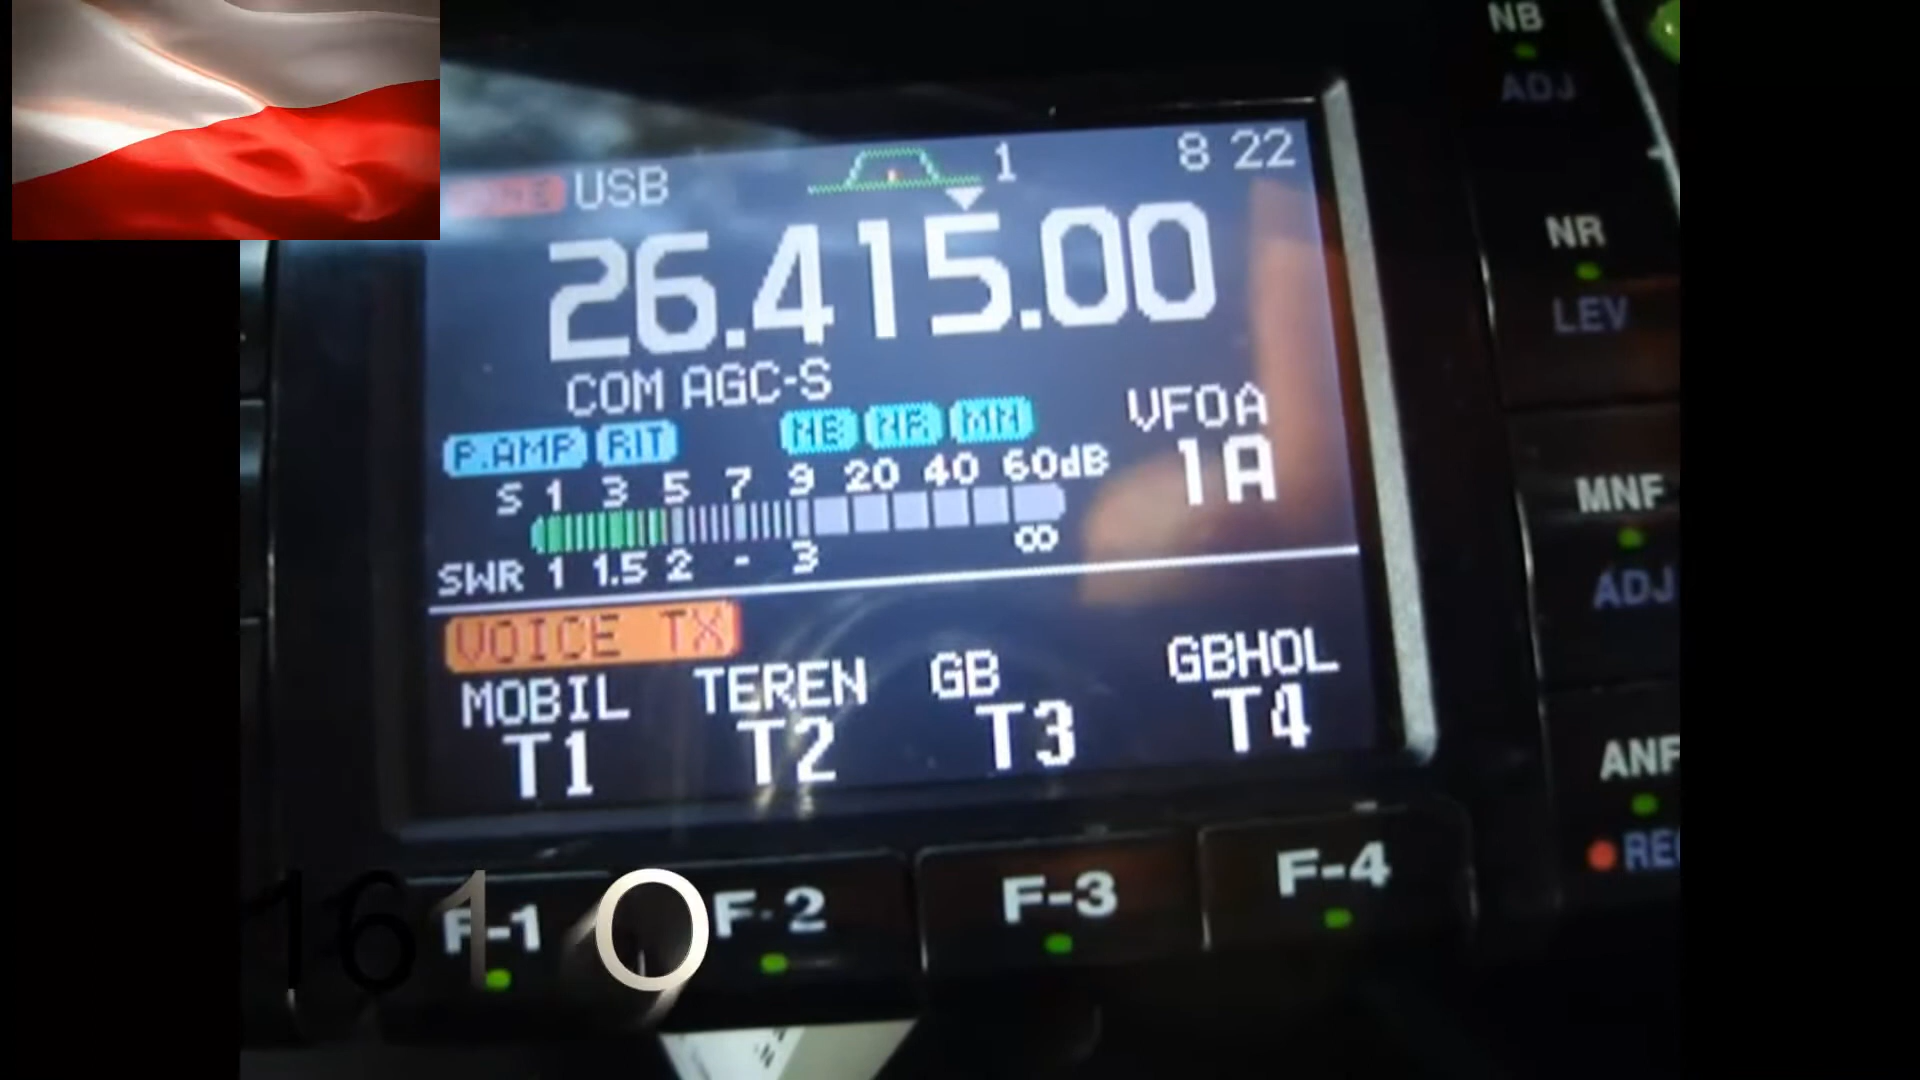 USB 1 8 22
26.415.00
COM AGC-S
P.AMP RIT NB NR MN VFOA
S 1 3 5 7 9 20 40 60dB 1A
SWR 1 1.5 2 - 3 ∞
VOICE TX
MOBIL TEREN GB GBHOL
T1 T2 T3 T4
F-1 F-2 F-3 F-4
NB
ADJ
NR
LEV
MNF
ADJ
ANF
REC
161